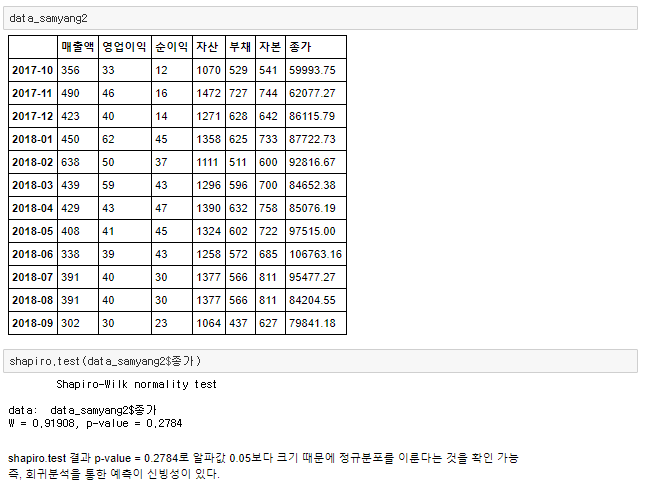 data_samyang2
매출액 영업이익 순이익 자산 부채 자본 종가
2017-10 356 33 12 1070 529 541 59993.75
2017-11 490 46 16 1472 727 744 62077.27
2017-12 423 40 14 1271 628 642 86115.79
2018-01 450 62 45 1358 625 733 87722.73
2018-02 638 50 37 1111 511 600 92816.67
2018-03 439 59 43 1296 596 700 84652.38
2018-04 429 43 47 1390 632 758 85076.19
2018-05 408 41 45 1324 602 722 97515.00
2018-06 338 39 43 1258 572 685 106763.16
2018-07 391 40 30 1377 566 811 95477.27
2018-08 391 40 30 1377 566 811 84204.55
2018-09 302 30 23 1064 437 627 79841.18
shapiro.test(data_samyang2$종가)
Shapiro-Wilk normality test
data: data_samyang2$종가
W = 0.91908, p-value = 0.2784
shapiro.test 결과 p-value = 0.2784로 알파값 0.05보다 크기 때문에 정규분포를 이룬다는 것을 확인 가능
즉, 회귀분석을 통한 예측이 신빙성이 있다.